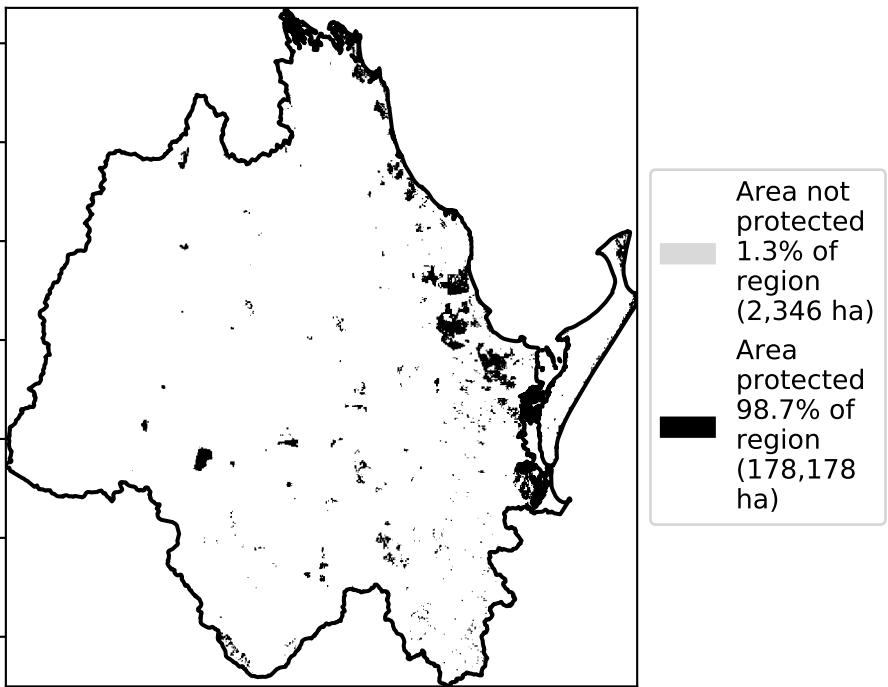 Area not
protected
1.3% of
region
(2,346 ha)
Area
protected
98.7% of
region
(178,178
ha)